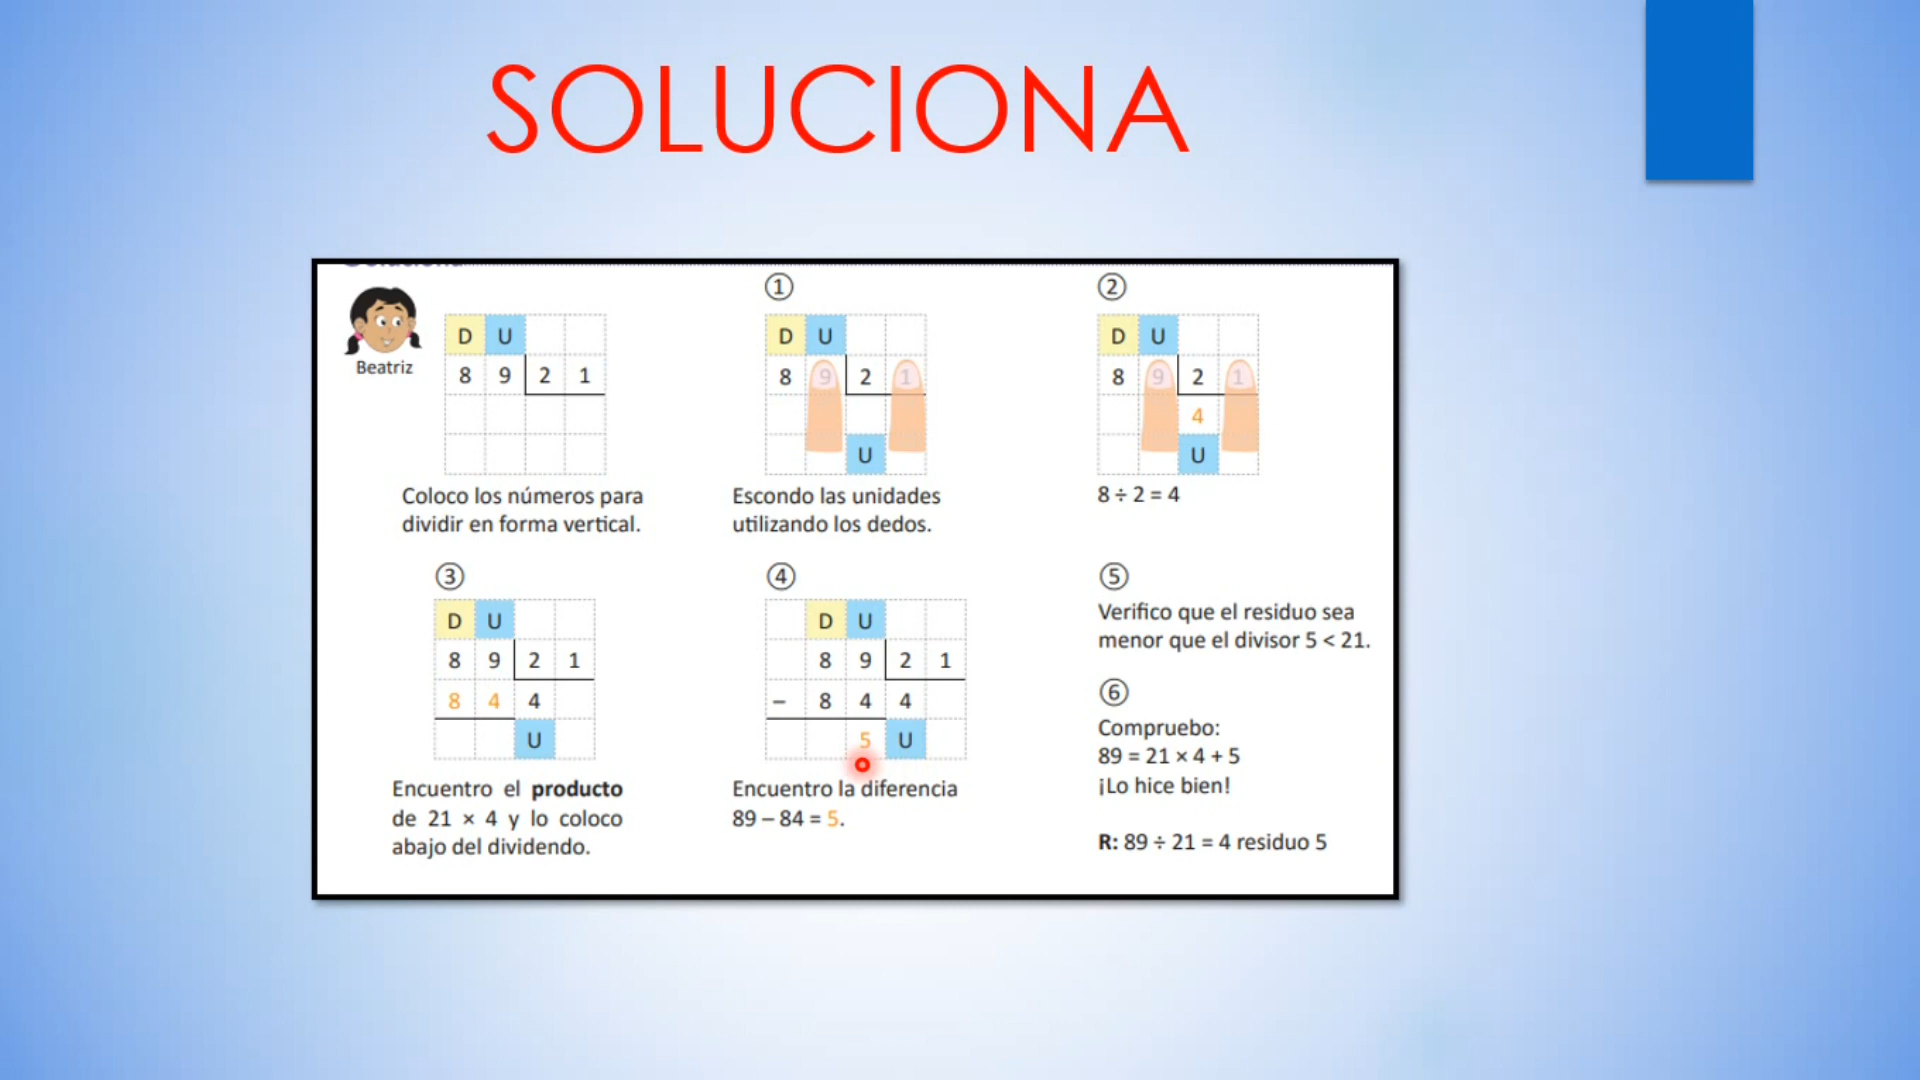 SOLUCIONA
Beatriz
D U
8 9 2 1
Coloco los números para
dividir en forma vertical.
①
D U
8 9 2 1
U
Escondo las unidades
utilizando los dedos.
②
D U
8 9 2 1
4
U
8 ÷ 2 = 4
③
D U
8 9 2 1
8 4 4
U
Encuentro el producto
de 21 × 4 y lo coloco
abajo del dividendo.
④
D U
8 9 2 1
– 8 4 4
5 U
Encuentro la diferencia
89 – 84 = 5.
⑤
Verifico que el residuo sea
menor que el divisor 5 < 21.
⑥
Compruebo:
89 = 21 × 4 + 5
¡Lo hice bien!
R: 89 ÷ 21 = 4 residuo 5